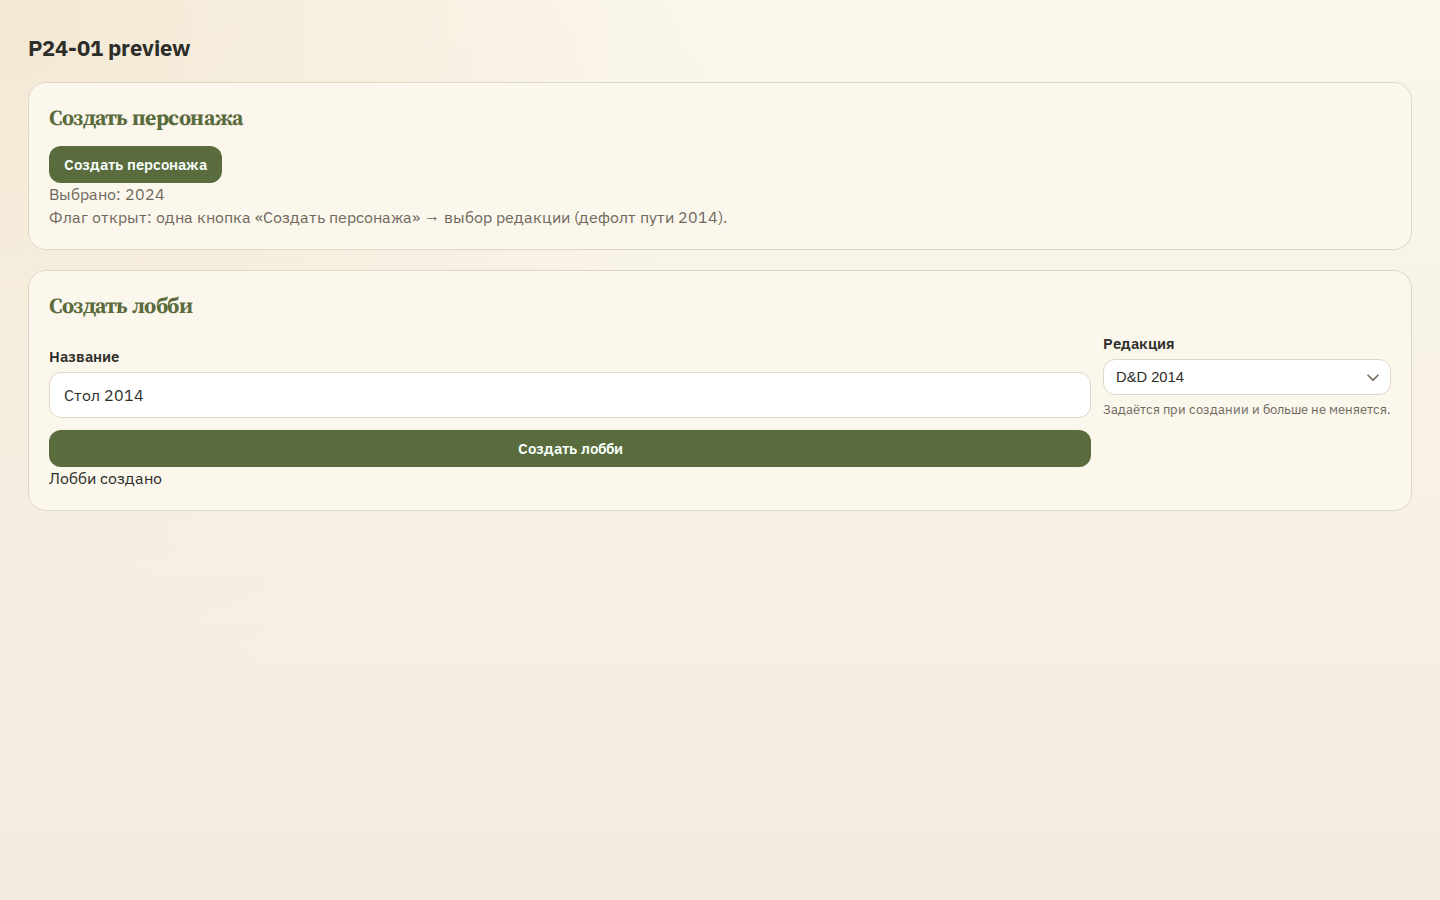 P24-01 preview
Создать персонажа
Создать персонажа
Выбрано: 2024
Флаг открыт: одна кнопка «Создать персонажа» → выбор редакции (дефолт пути 2014).
Создать лобби
Название
Стол 2014
Редакция
D&D 2014
Задаётся при создании и больше не меняется.
Создать лобби
Лобби создано